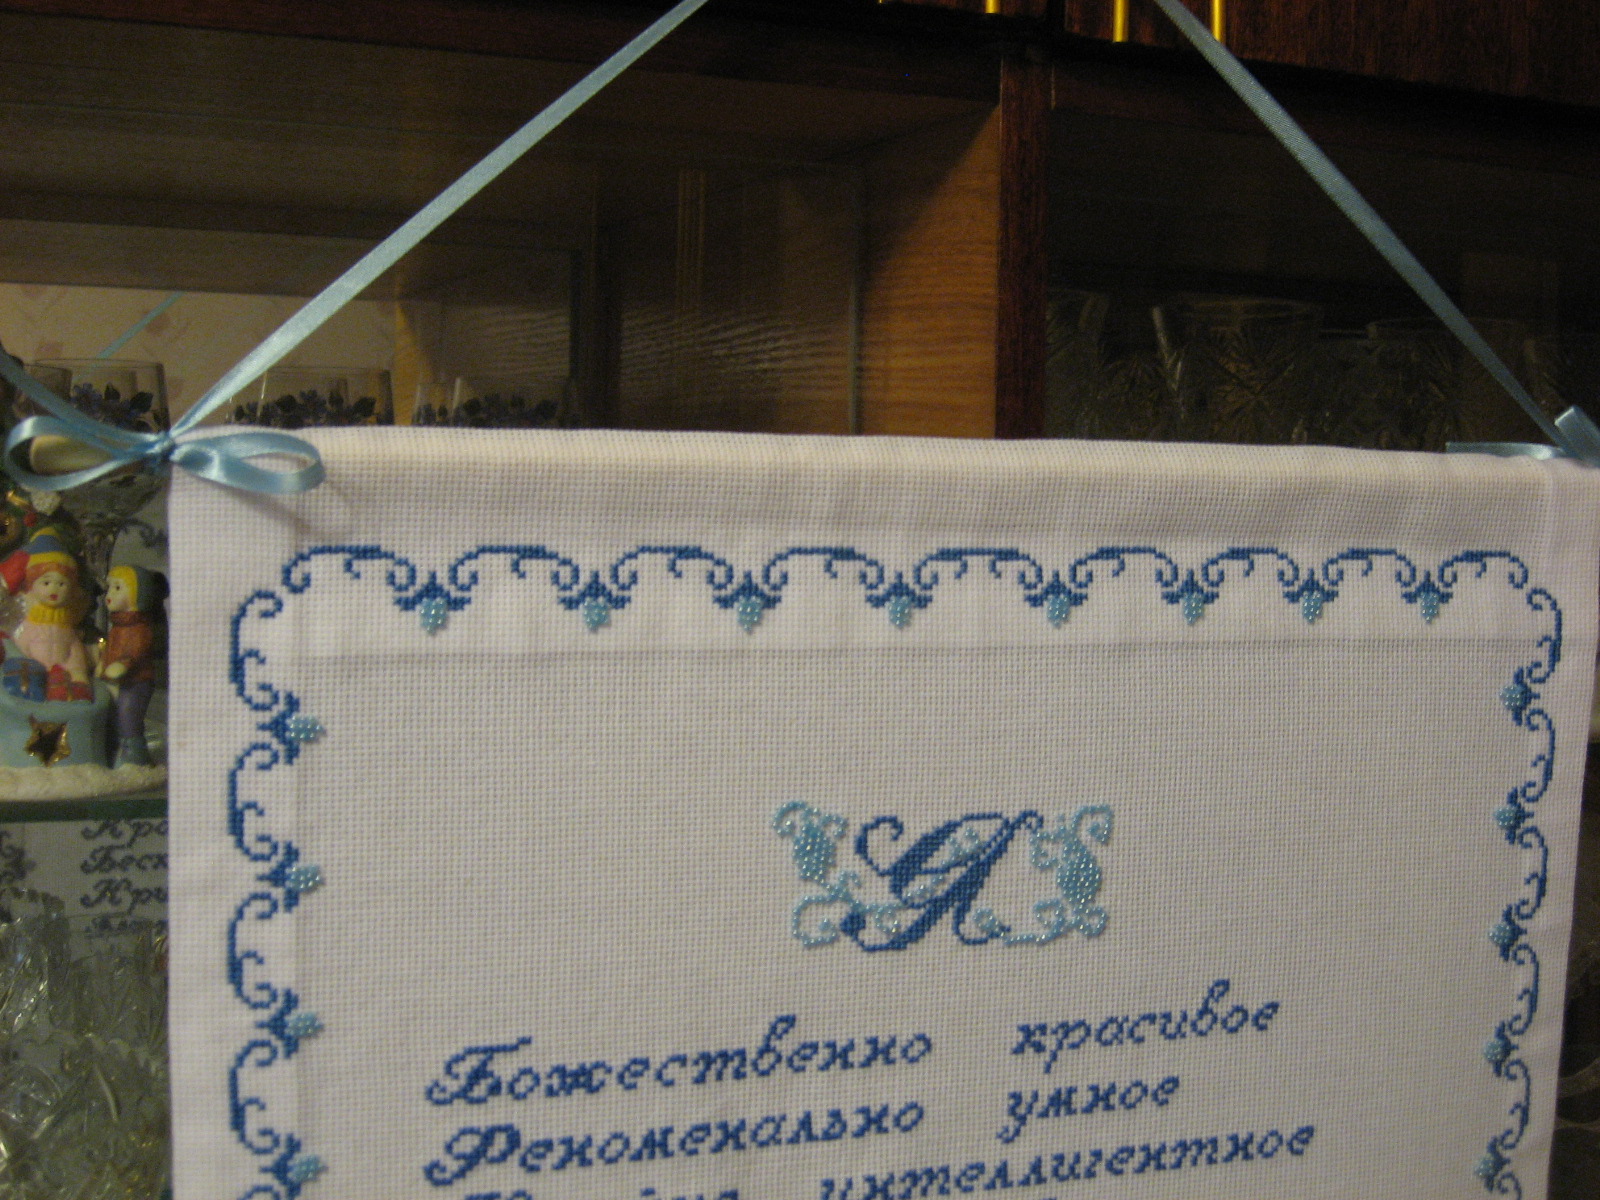 Я
Божественно красивое
Феноменально умное
интеллигентное